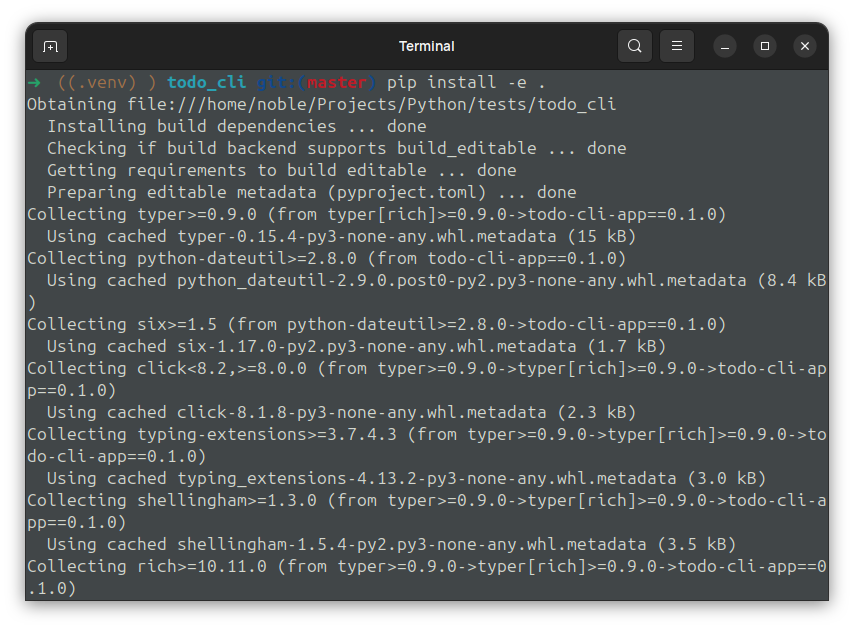 Terminal
→ ((.venv) ) todo_cli git:(master) pip install -e .
Obtaining file:///home/noble/Projects/Python/tests/todo_cli
  Installing build dependencies ... done
  Checking if build backend supports build_editable ... done
  Getting requirements to build editable ... done
  Preparing editable metadata (pyproject.toml) ... done
Collecting typer>=0.9.0 (from typer[rich]>=0.9.0->todo-cli-app==0.1.0)
  Using cached typer-0.15.4-py3-none-any.whl.metadata (15 kB)
Collecting python-dateutil>=2.8.0 (from todo-cli-app==0.1.0)
  Using cached python_dateutil-2.9.0.post0-py2.py3-none-any.whl.metadata (8.4 kB
)
Collecting six>=1.5 (from python-dateutil>=2.8.0->todo-cli-app==0.1.0)
  Using cached six-1.17.0-py2.py3-none-any.whl.metadata (1.7 kB)
Collecting click<8.2,>=8.0.0 (from typer>=0.9.0->typer[rich]>=0.9.0->todo-cli-ap
p==0.1.0)
  Using cached click-8.1.8-py3-none-any.whl.metadata (2.3 kB)
Collecting typing-extensions>=3.7.4.3 (from typer>=0.9.0->typer[rich]>=0.9.0->to
do-cli-app==0.1.0)
  Using cached typing_extensions-4.13.2-py3-none-any.whl.metadata (3.0 kB)
Collecting shellingham>=1.3.0 (from typer>=0.9.0->typer[rich]>=0.9.0->todo-cli-a
pp==0.1.0)
  Using cached shellingham-1.5.4-py2.py3-none-any.whl.metadata (3.5 kB)
Collecting rich>=10.11.0 (from typer>=0.9.0->typer[rich]>=0.9.0->todo-cli-app==0
.1.0)